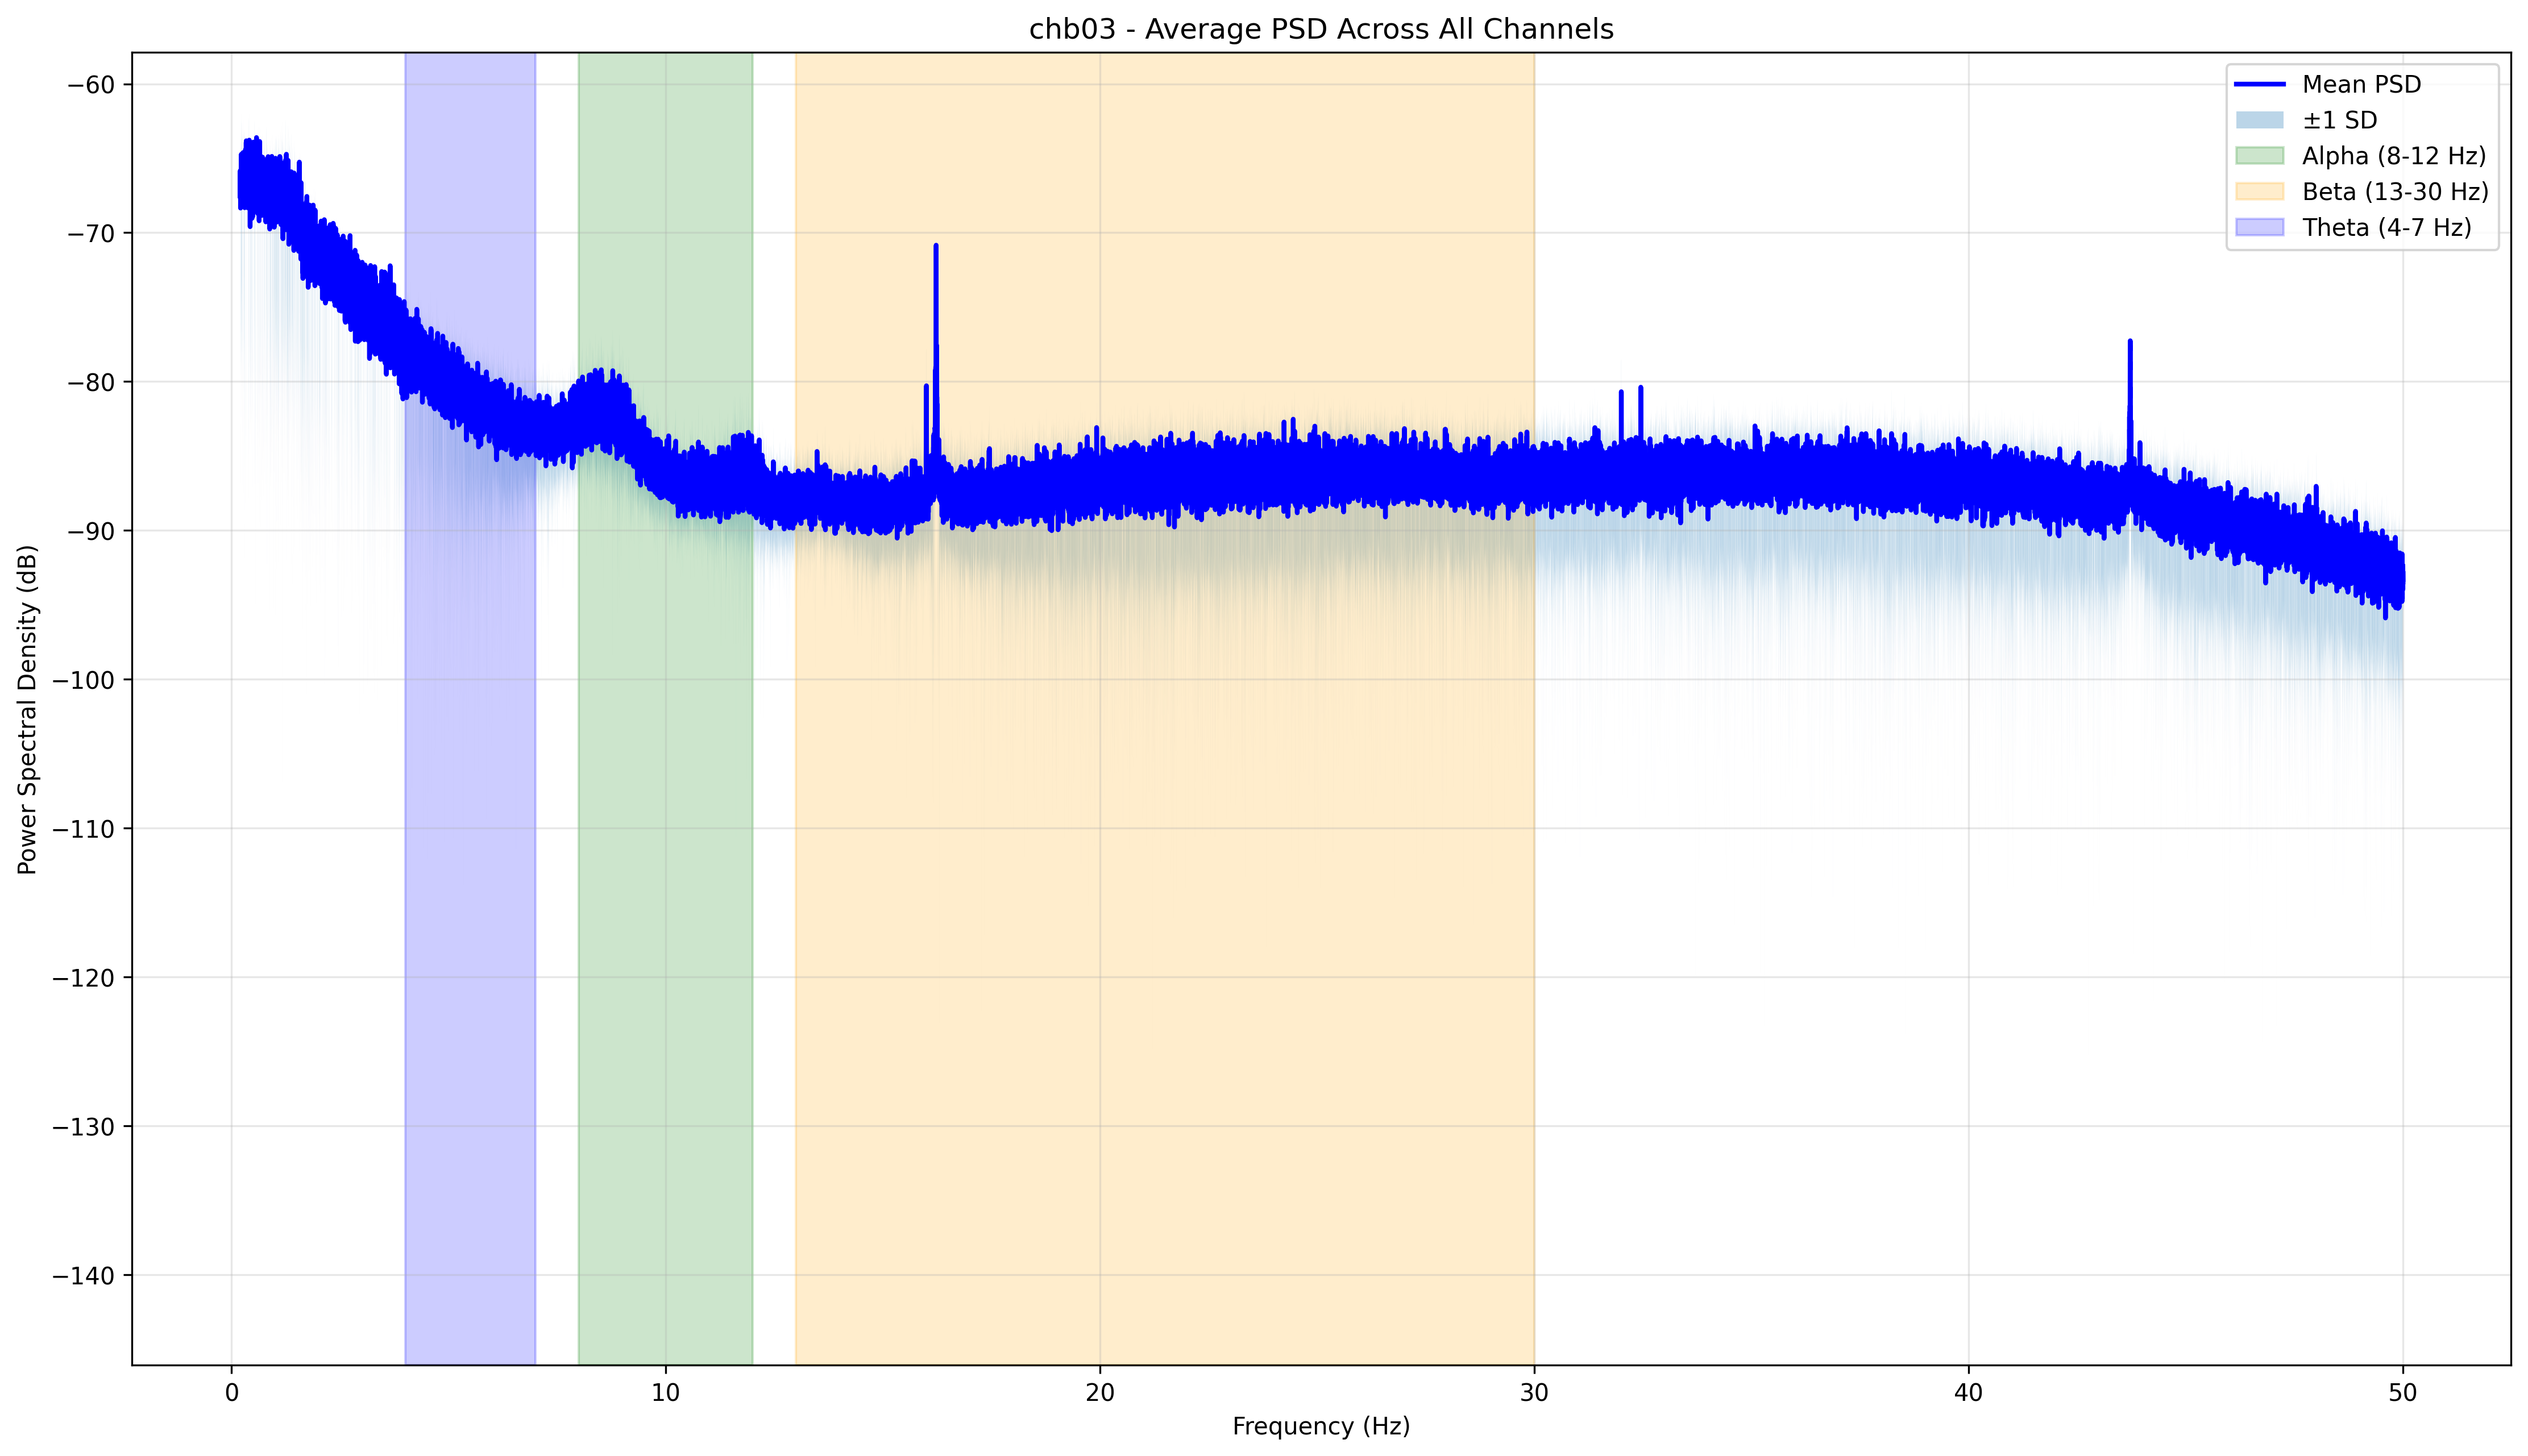 chb03 - Average PSD Across All Channels
Power Spectral Density (dB)
−60
−70
−80
−90
−100
−110
−120
−130
−140
Mean PSD
±1 SD
Alpha (8-12 Hz)
Beta (13-30 Hz)
Theta (4-7 Hz)
0 10 20 30 40 50
Frequency (Hz)